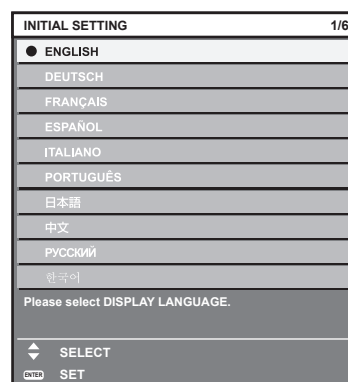 INITIAL SETTING 1/6
ENGLISH
DEUTSCH
FRANÇAIS
ESPAÑOL
ITALIANO
PORTUGUÊS
日本語
中文
РУССКИЙ
한국어
Please select DISPLAY LANGUAGE.
SELECT
ENTER SET